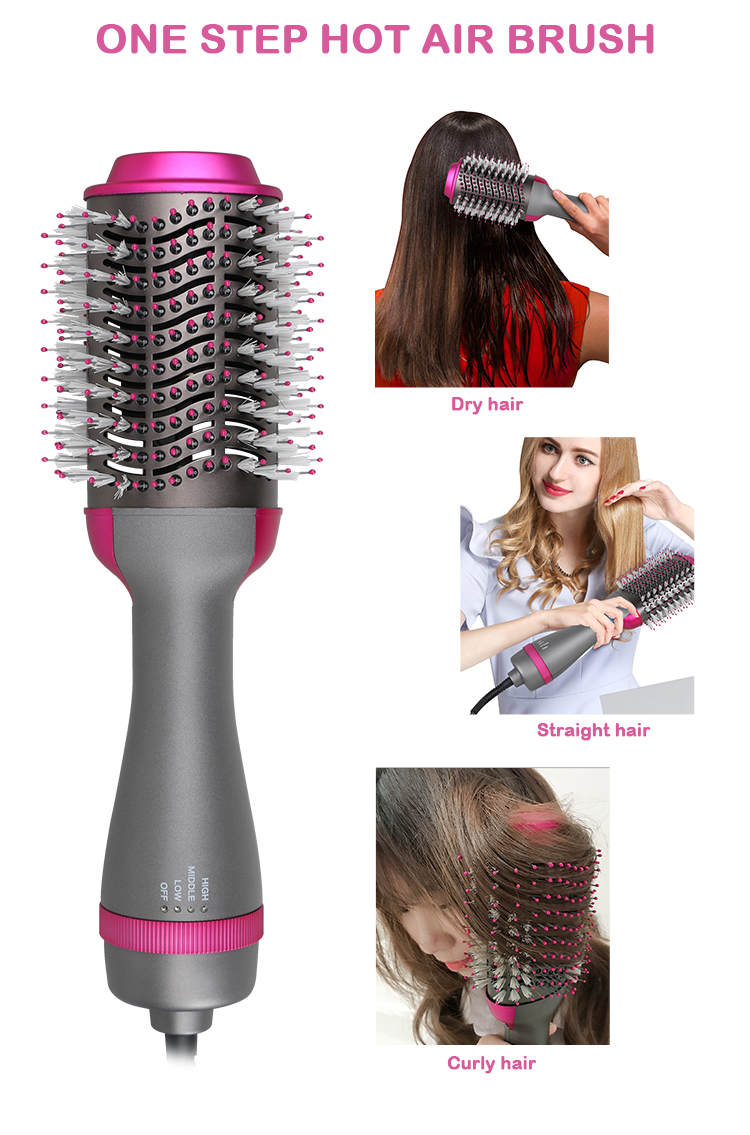 ONE STEP HOT AIR BRUSH
Dry hair
Straight hair
HIGH
MIDDLE
LOW
OFF
Curly hair